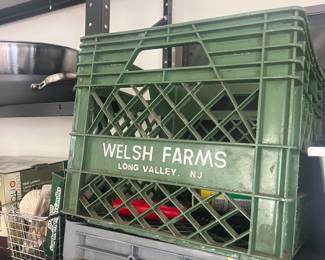 WELSH FARMS
LONG VALLEY, NJ